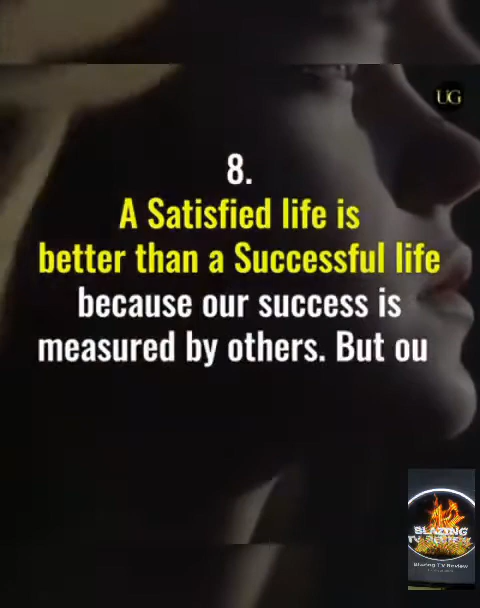 UG
8.
A Satisfied life is
better than a Successful life
because our success is
measured by others. But ou
BLAZING
TV REVIEW
Blazing TV Review